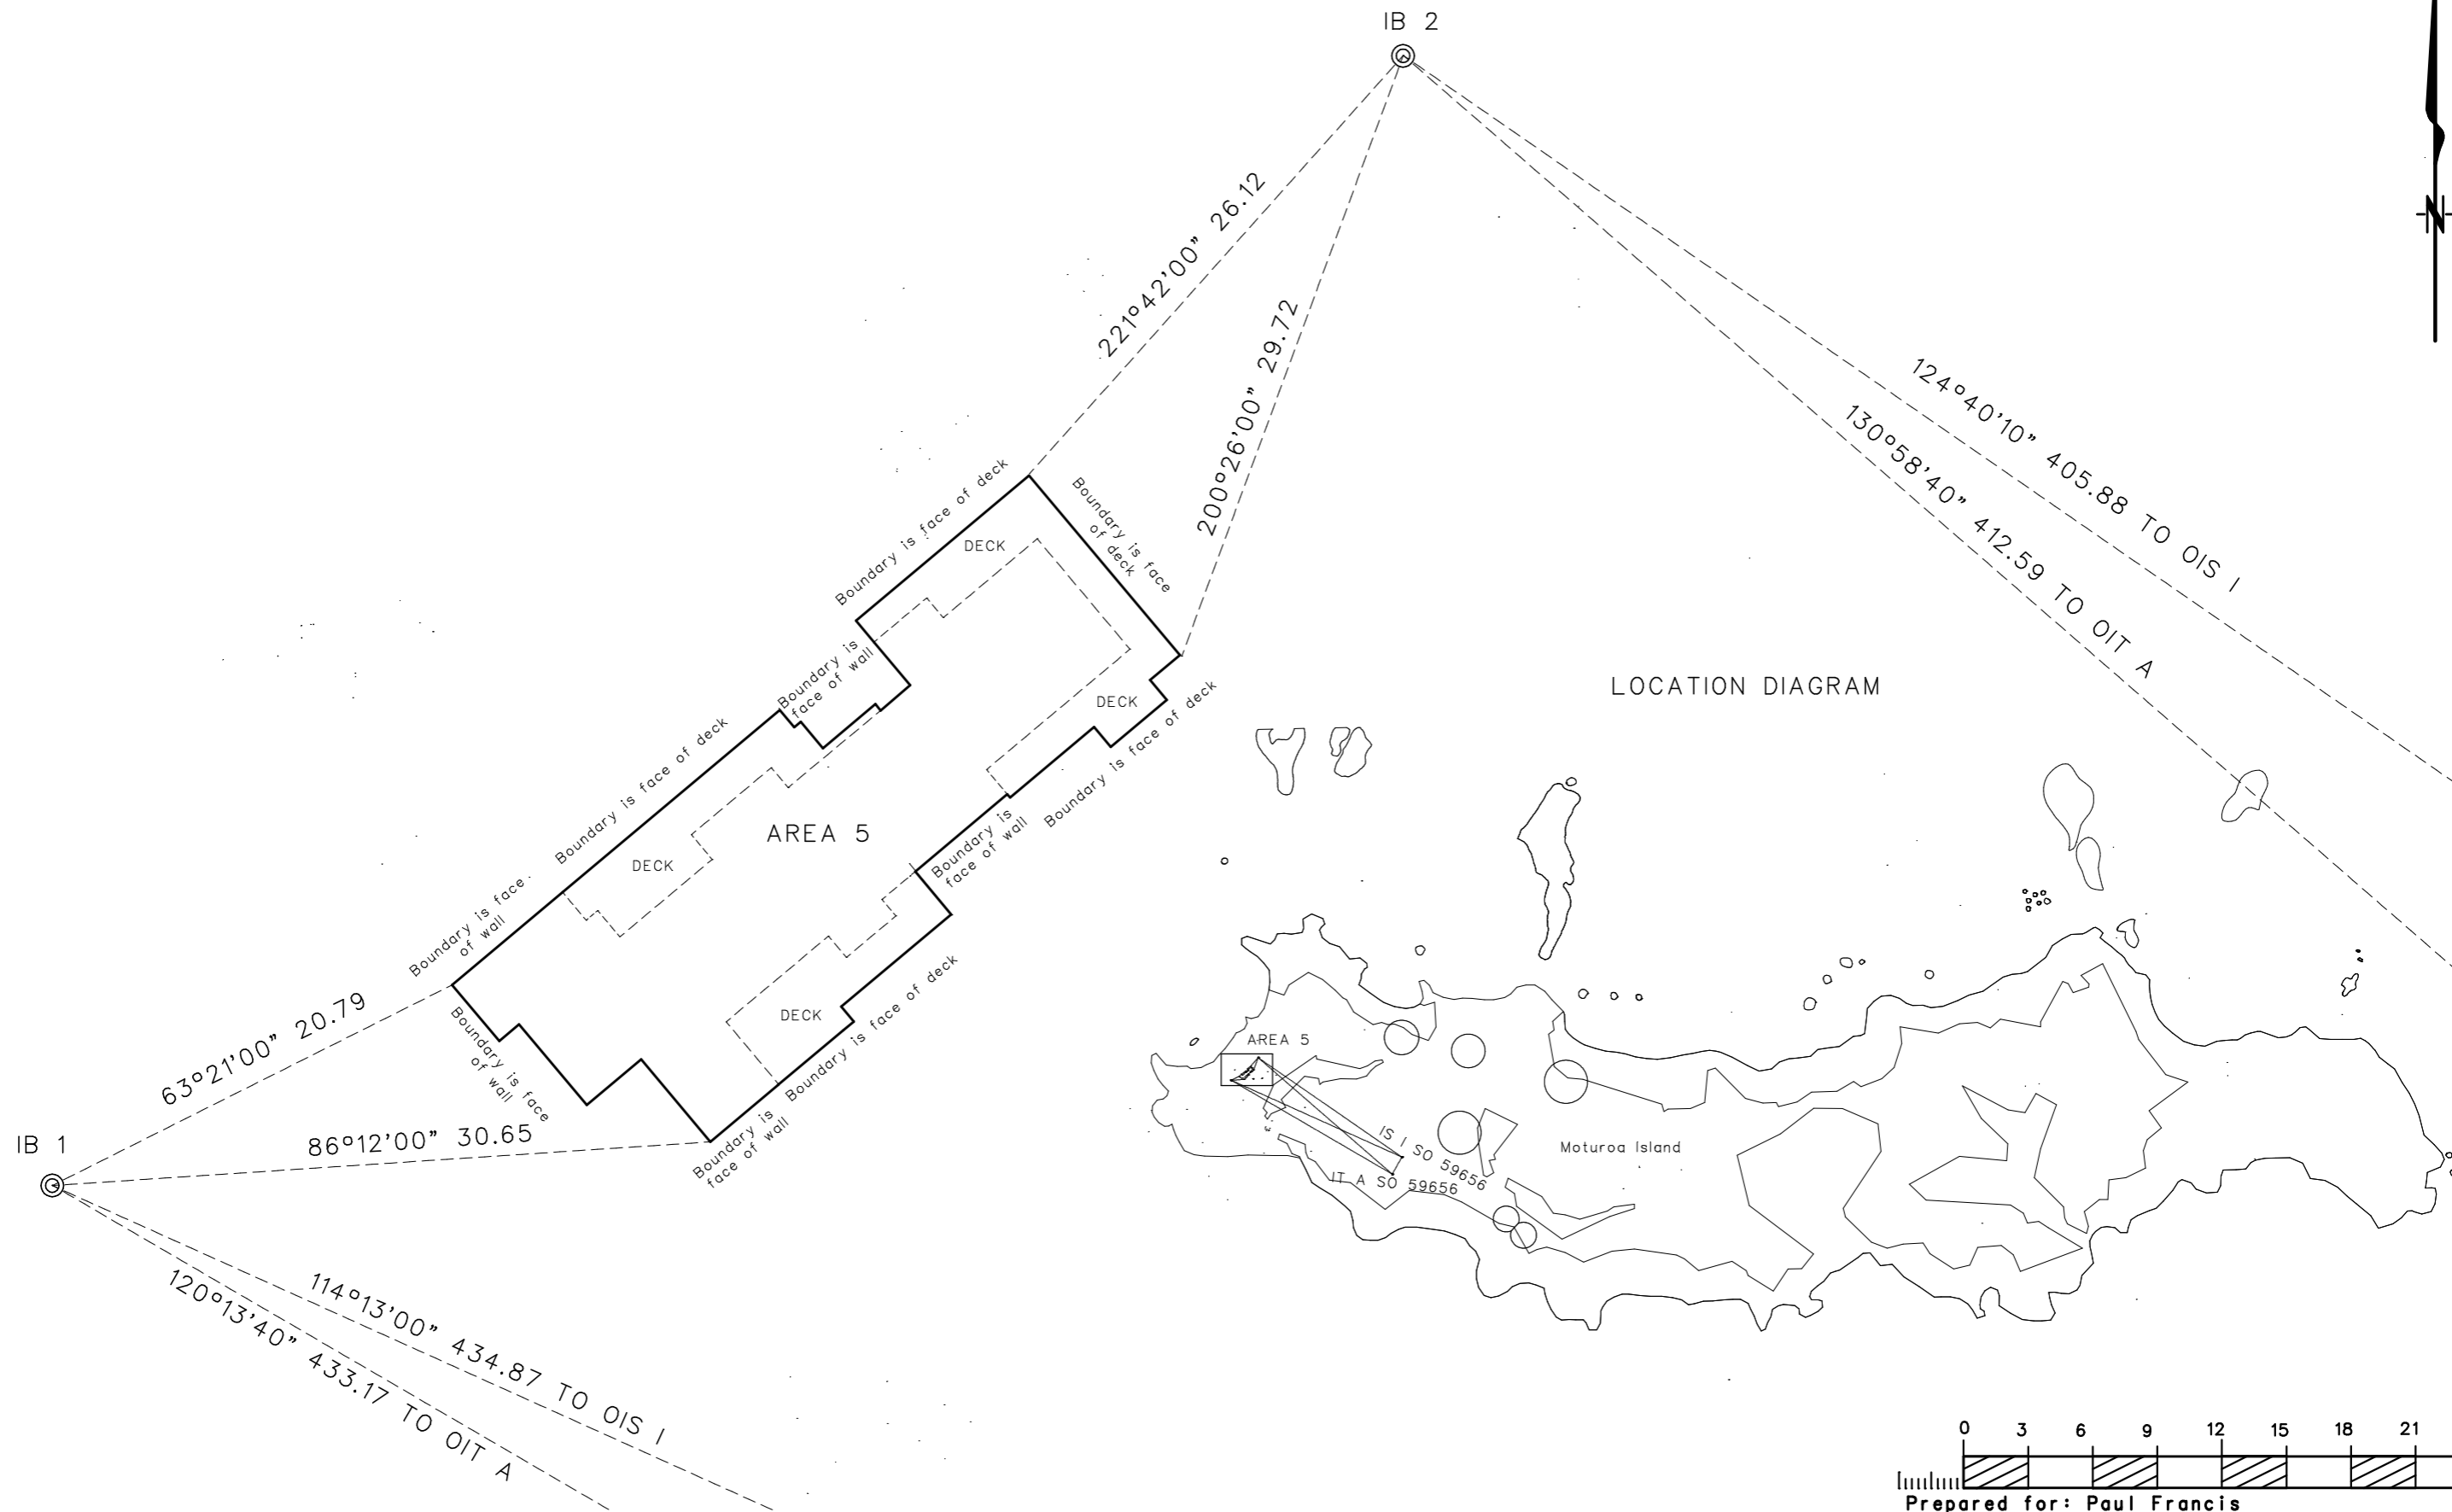 IB 2
221°42'00" 26.12
200°26'00" 29.72
124°40'10" 405.88 TO OIS I
130°58'40" 412.59 TO OIT A
N
Boundary is face of deck
DECK
Boundary is face
of deck
Boundary is
face of wall
DECK
Boundary is face of deck
Boundary is face of deck
LOCATION DIAGRAM
AREA 5
DECK
Boundary is
face of wall
Boundary is face
of wall
DECK
Boundary is face of deck
Boundary is face
of wall
Boundary is
face of wall
63°21'00" 20.79
IB 1
86°12'00" 30.65
114°13'00" 434.87 TO OIS I
120°13'40" 433.17 TO OIT A
AREA 5
IS I SO 59656
IT A SO 59656
Moturoa Island
0 3 6 9 12 15 18 21
Prepared for: Paul Francis